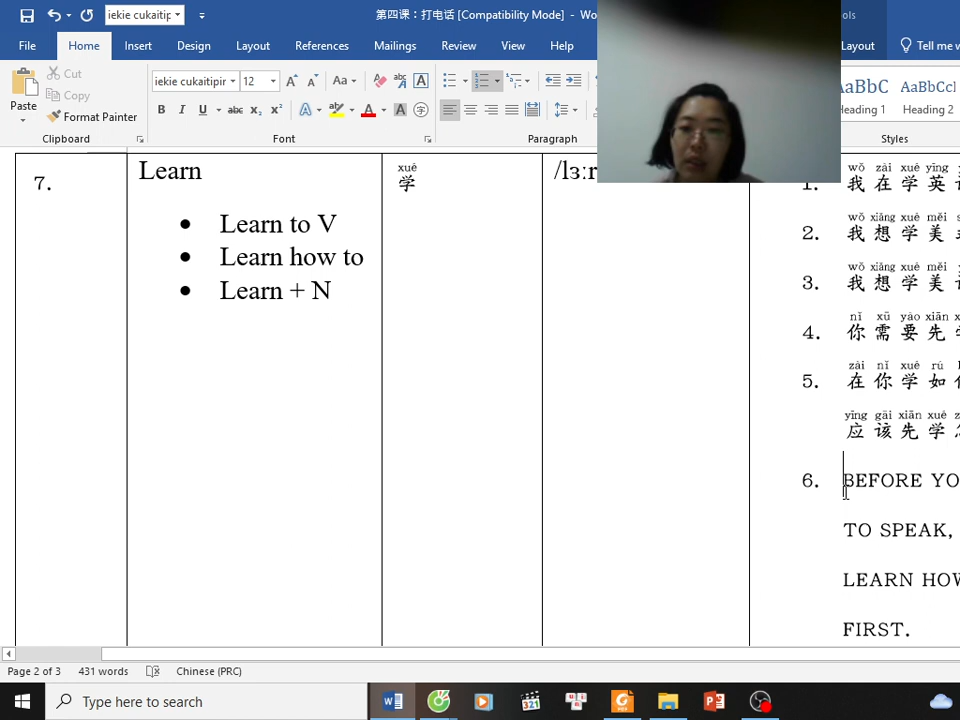 iekie cukaitip
第四课：打电话 [Compatibility Mode] - Wo
ols
File Home Insert Design Layout References Mailings Review View Help
Layout Tell me
Paste
Cut
Copy
Format Painter
iekie cukaitipir 12
Clipboard Font Paragraph Styles
Heading 1 Heading 2
7.
Learn
Learn to V
Learn how to
Learn + N
xué
学
/lɜːr
1.
wǒ zài xué yīng y
我在学英
2.
wǒ xiǎng xué měi s
我想学美
3.
wǒ xiǎng xué měi y
我想学美
4.
nǐ xū yào xiān x
你需要先学
5.
zài nǐ xué rú
在你学如
yīng gāi xiān xué z
应该先学
6. BEFORE YO
TO SPEAK,
LEARN HOW
FIRST.
Page 2 of 3 431 words Chinese (PRC)
Type here to search
321